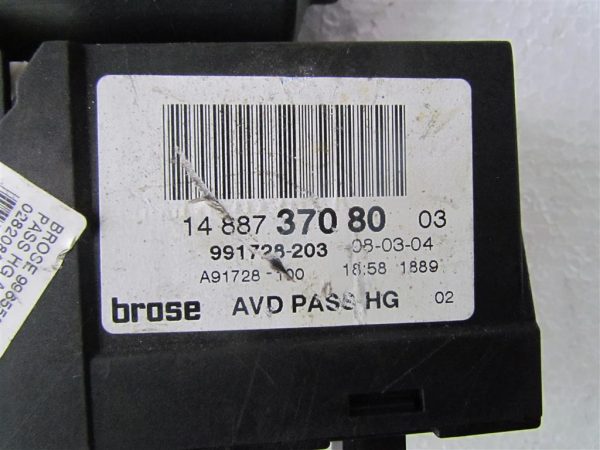 14 887 370 80 03
991728-203 08-03-04
A91728-100 18:58 1889
brose AVD PASS HG 02
BROSE
PASS HG